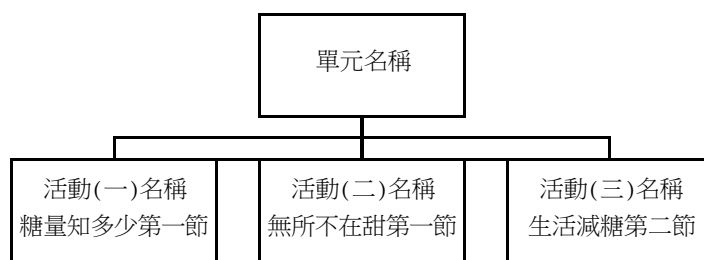 單元名稱
活動(一)名稱
糖量知多少第一節
活動(二)名稱
無所不在甜第一節
活動(三)名稱
生活減糖第二節